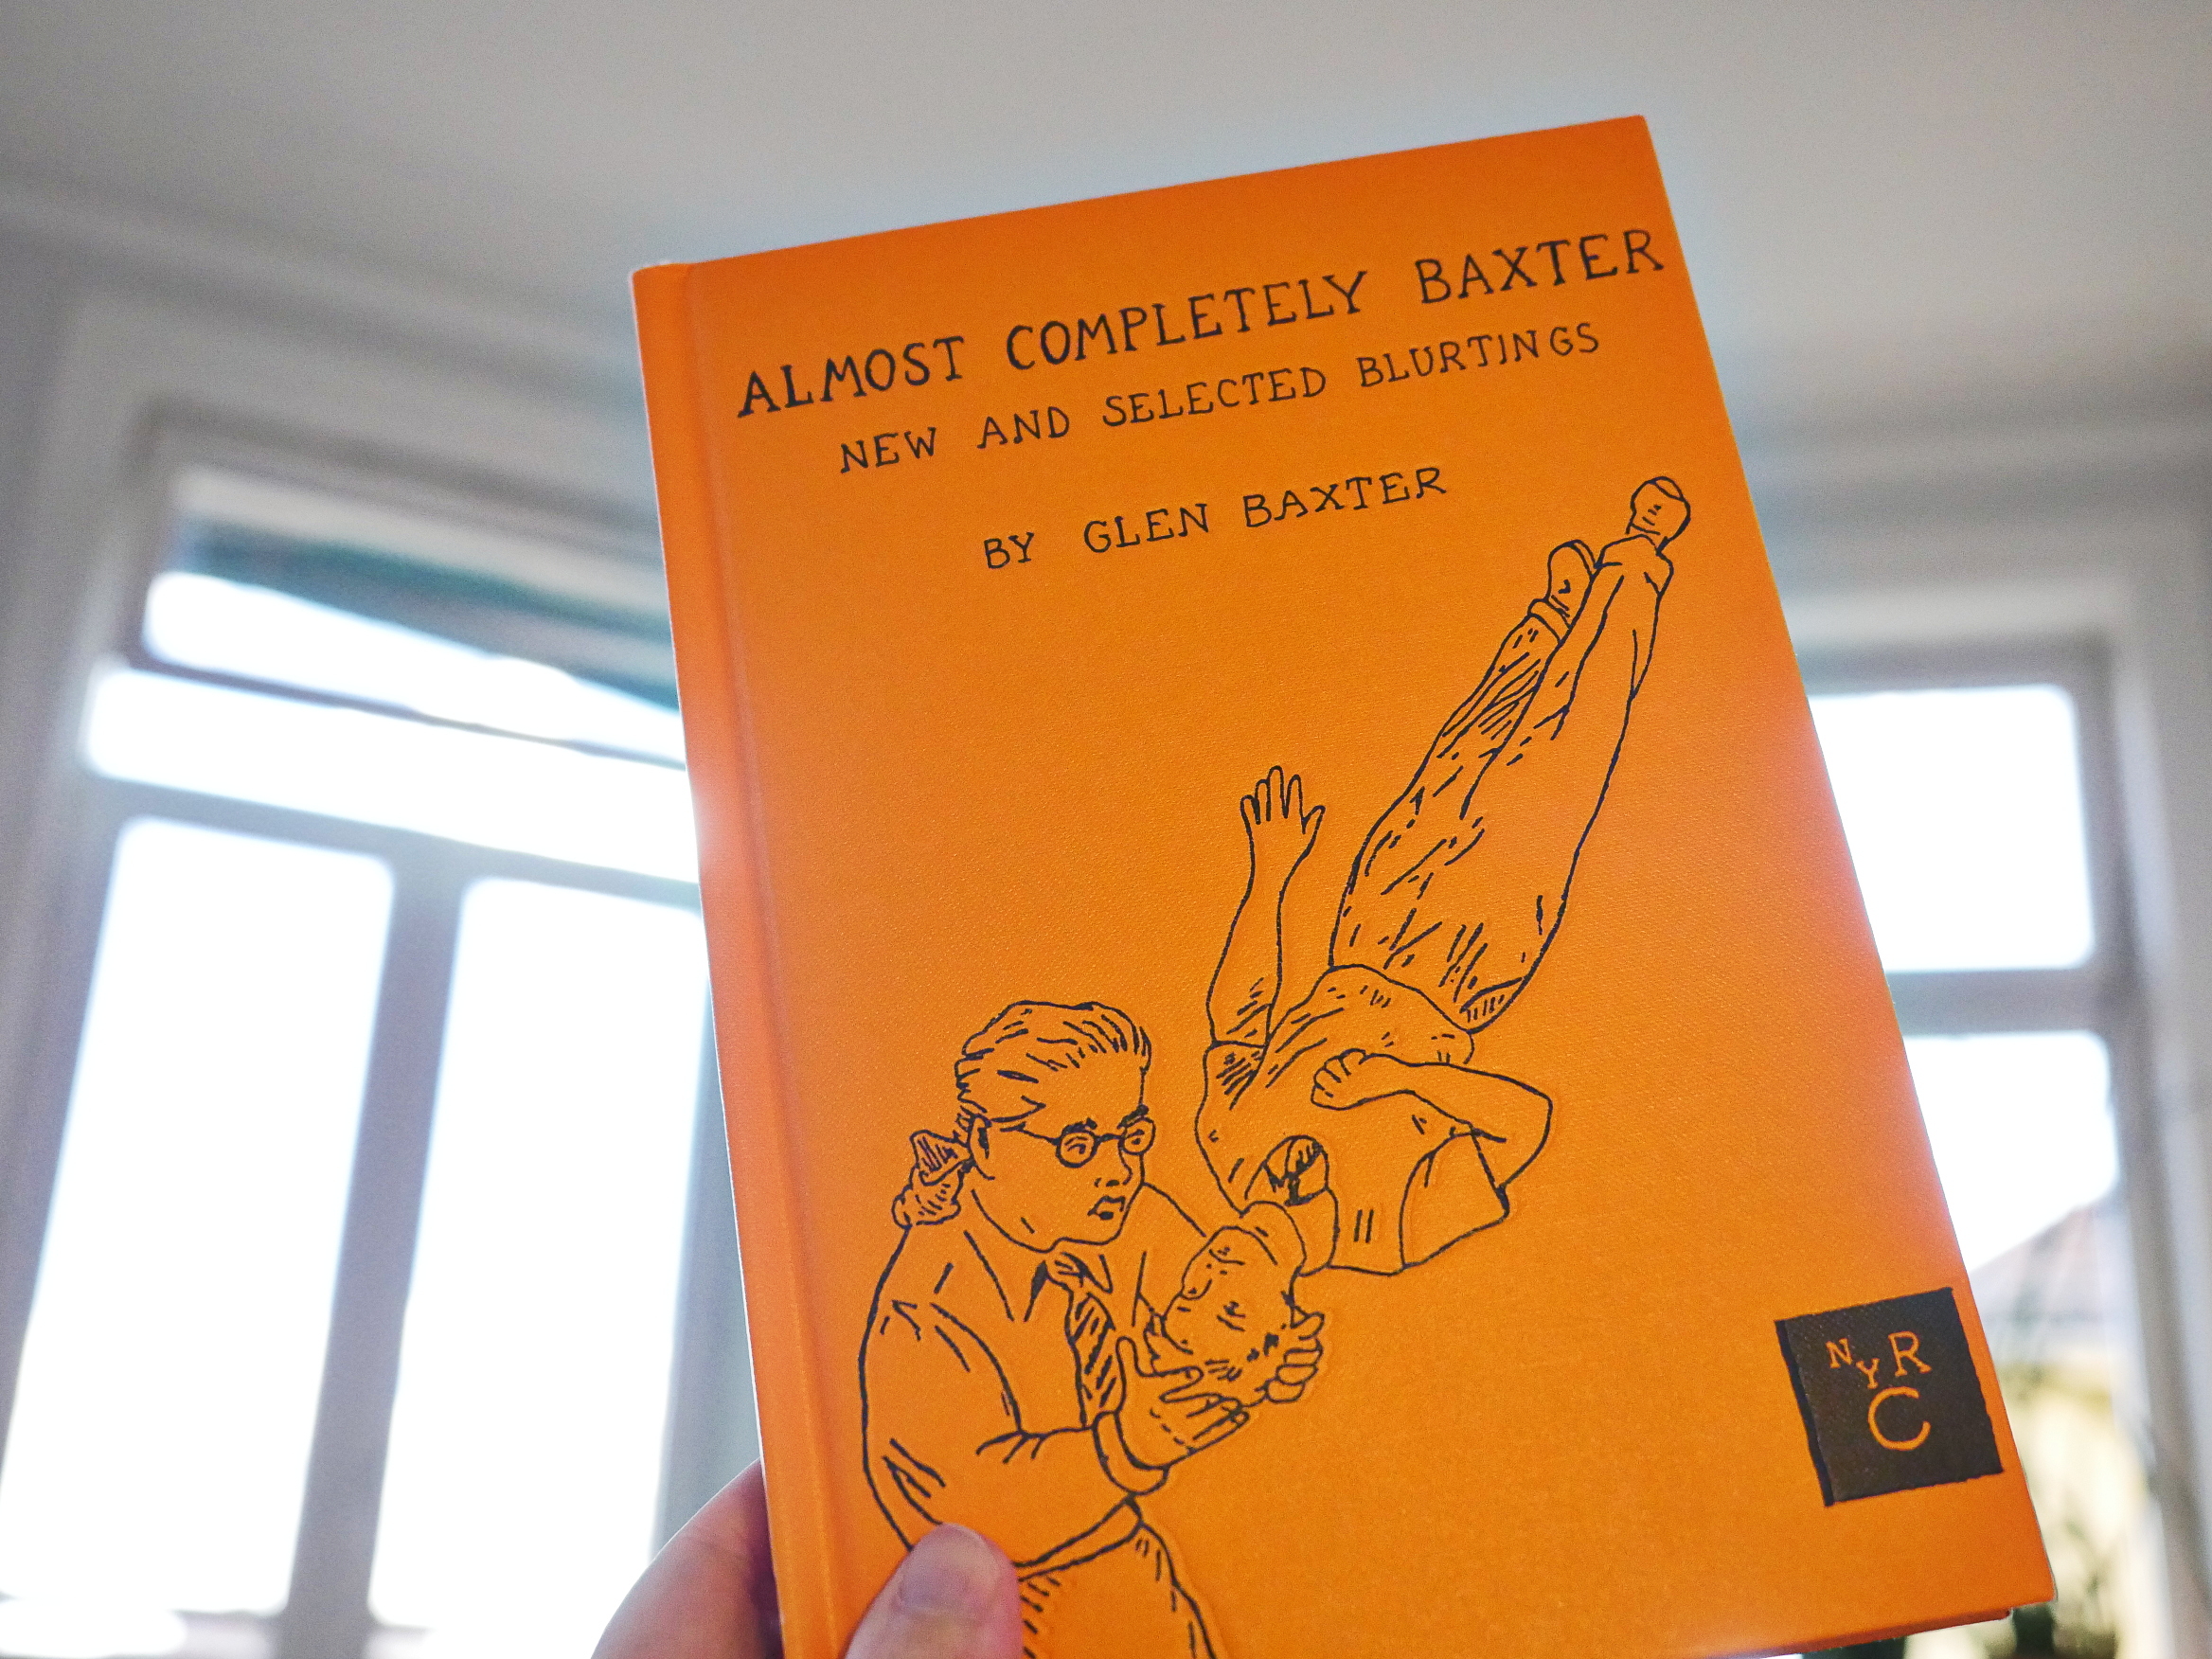 ALMOST COMPLETELY BAXTER
NEW AND SELECTED BLURTINGS
BY GLEN BAXTER
NYR
C